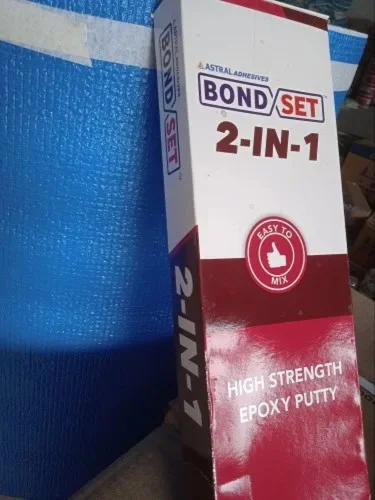 ASTRAL ADHESIVES
BOND SET
2-IN-1
EASY TO
MIX
HIGH STRENGTH
EPOXY PUTTY
BOND SET
2-IN-1